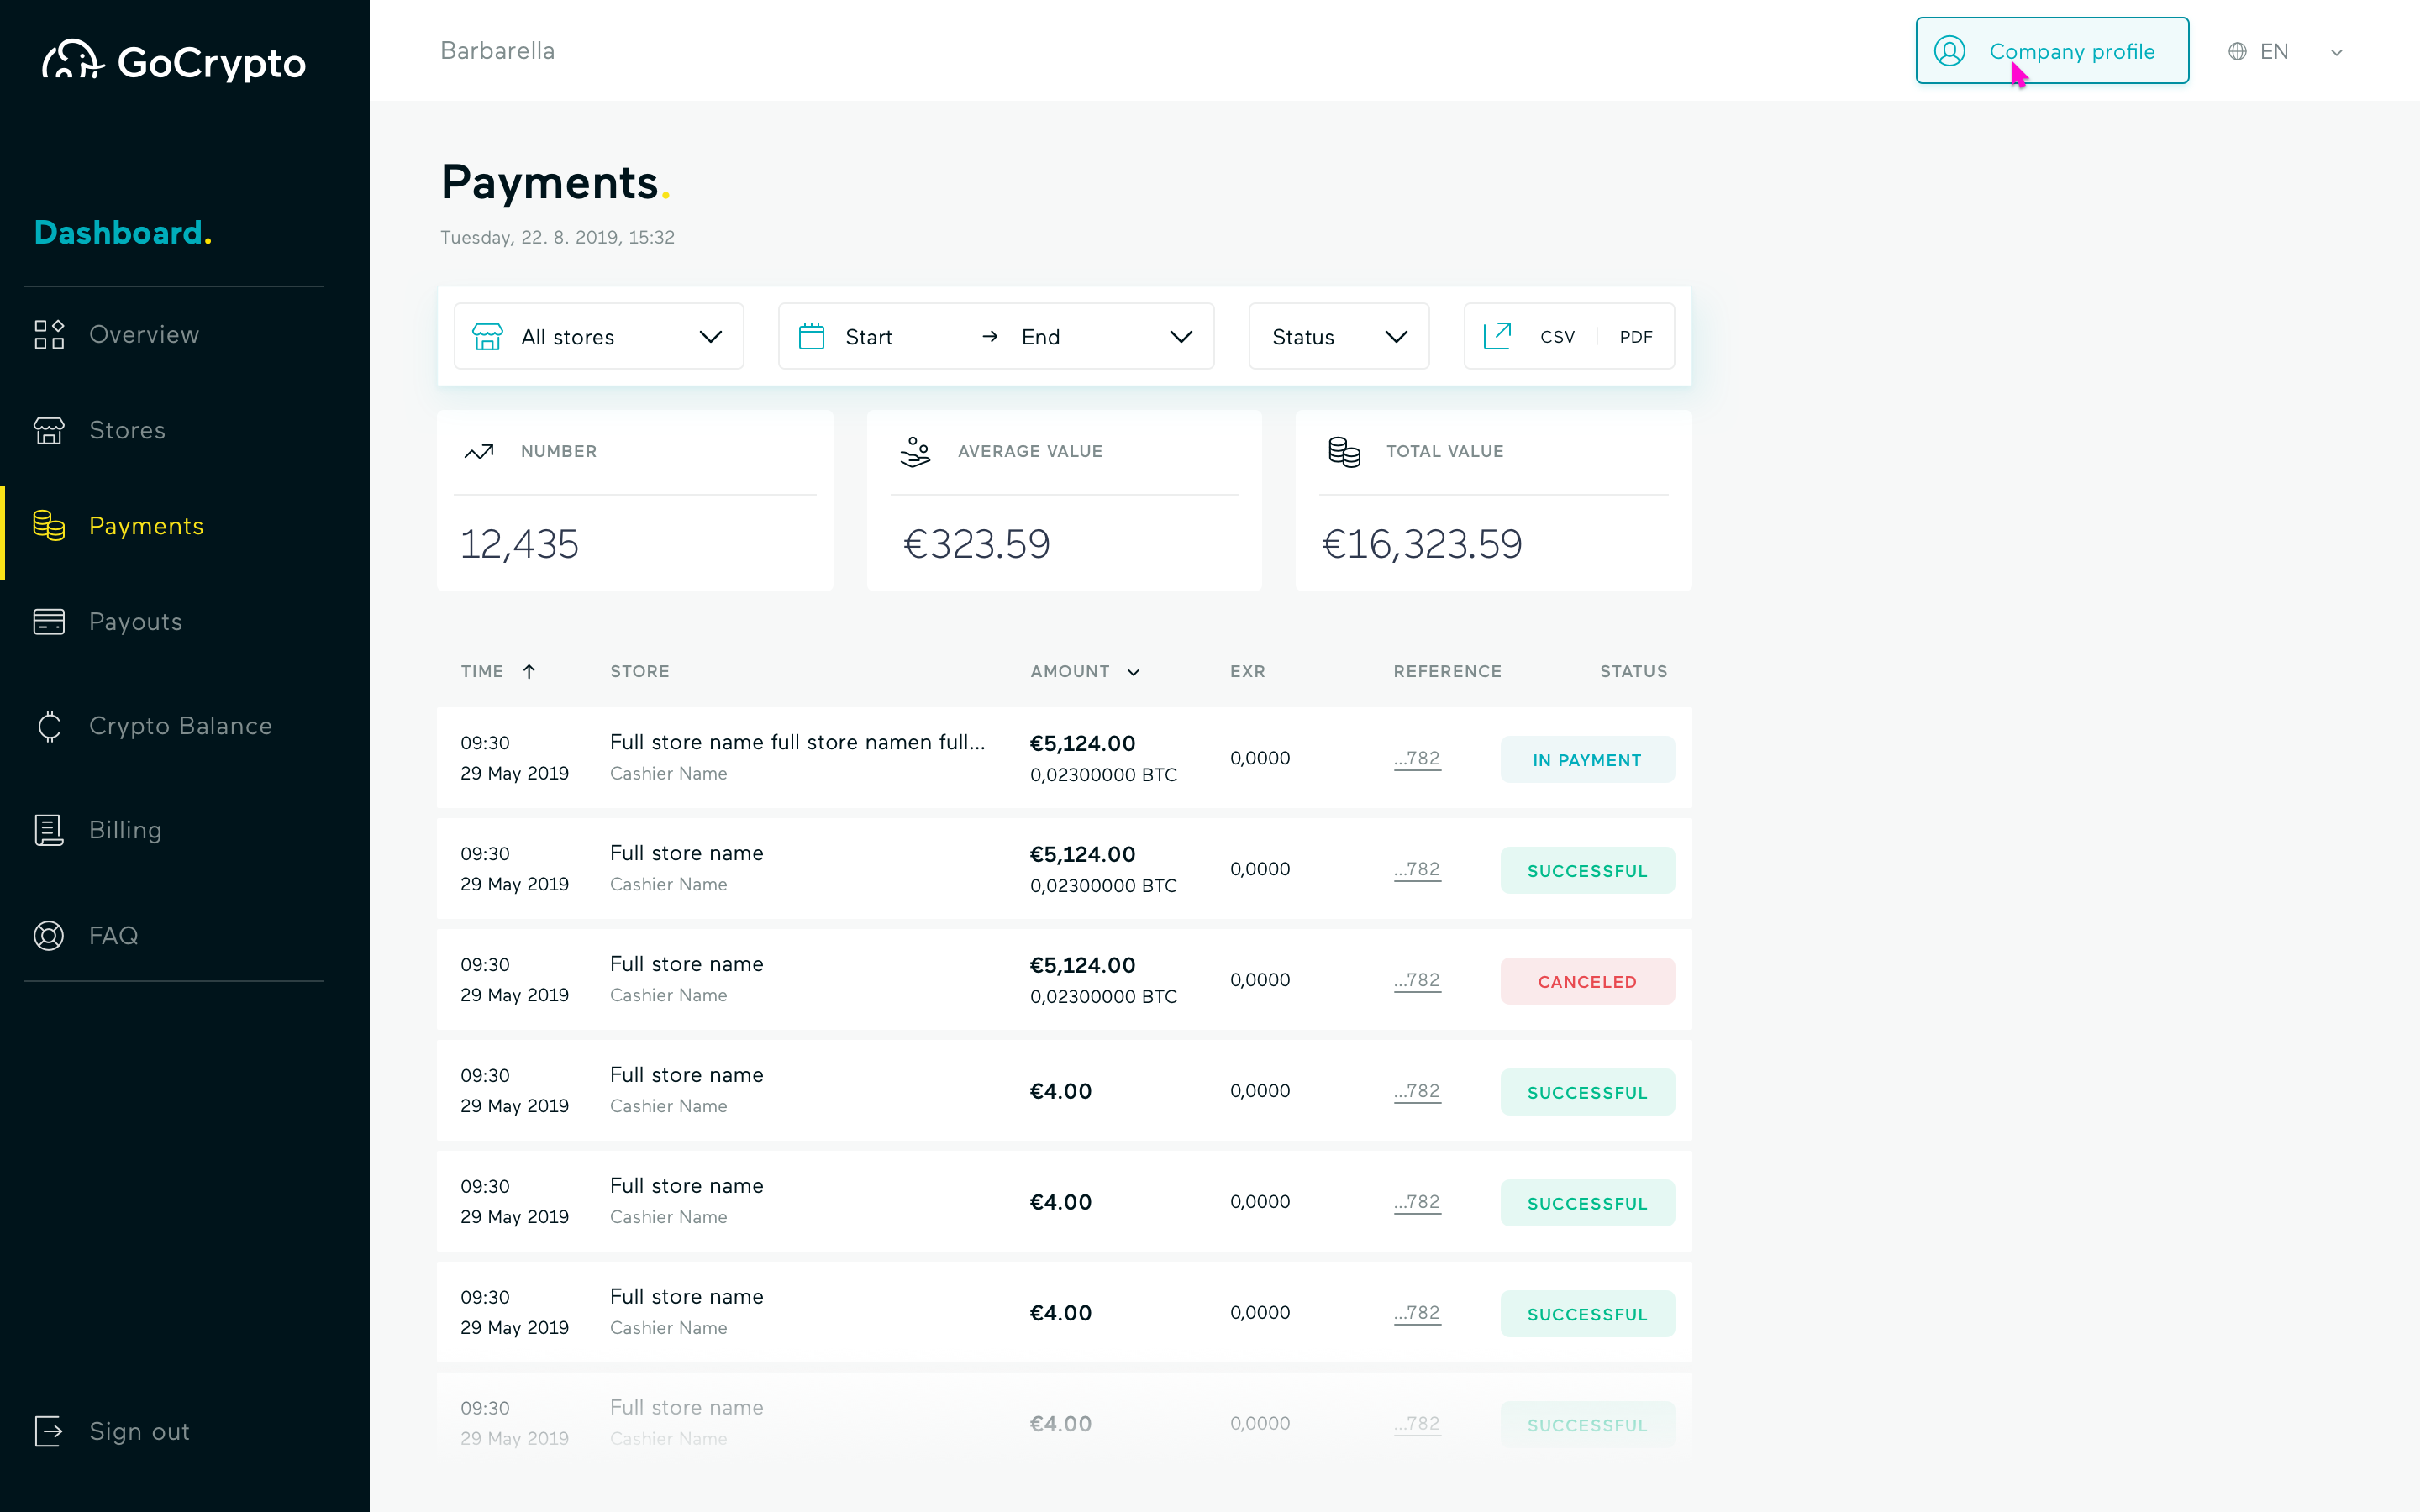 GoCrypto
Barbarella
Company profile
EN
Dashboard.
Overview
Stores
Payments
Payouts
Crypto Balance
Billing
FAQ
Sign out
Payments.
Tuesday, 22. 8. 2019, 15:32
All stores
Start → End
Status
CSV PDF
NUMBER
12,435
AVERAGE VALUE
€323.59
TOTAL VALUE
€16,323.59
TIME ↑ STORE AMOUNT EXR REFERENCE STATUS
09:30 Full store name full store namen full... €5,124.00 0,0000 ...782 IN PAYMENT
29 May 2019 Cashier Name 0,02300000 BTC
09:30 Full store name €5,124.00 0,0000 ...782 SUCCESSFUL
29 May 2019 Cashier Name 0,02300000 BTC
09:30 Full store name €5,124.00 0,0000 ...782 CANCELED
29 May 2019 Cashier Name 0,02300000 BTC
09:30 Full store name €4.00 0,0000 ...782 SUCCESSFUL
29 May 2019 Cashier Name
09:30 Full store name €4.00 0,0000 ...782 SUCCESSFUL
29 May 2019 Cashier Name
09:30 Full store name €4.00 0,0000 ...782 SUCCESSFUL
29 May 2019 Cashier Name
09:30 Full store name €4.00 0,0000 ...782 SUCCESSFUL
29 May 2019 Cashier Name